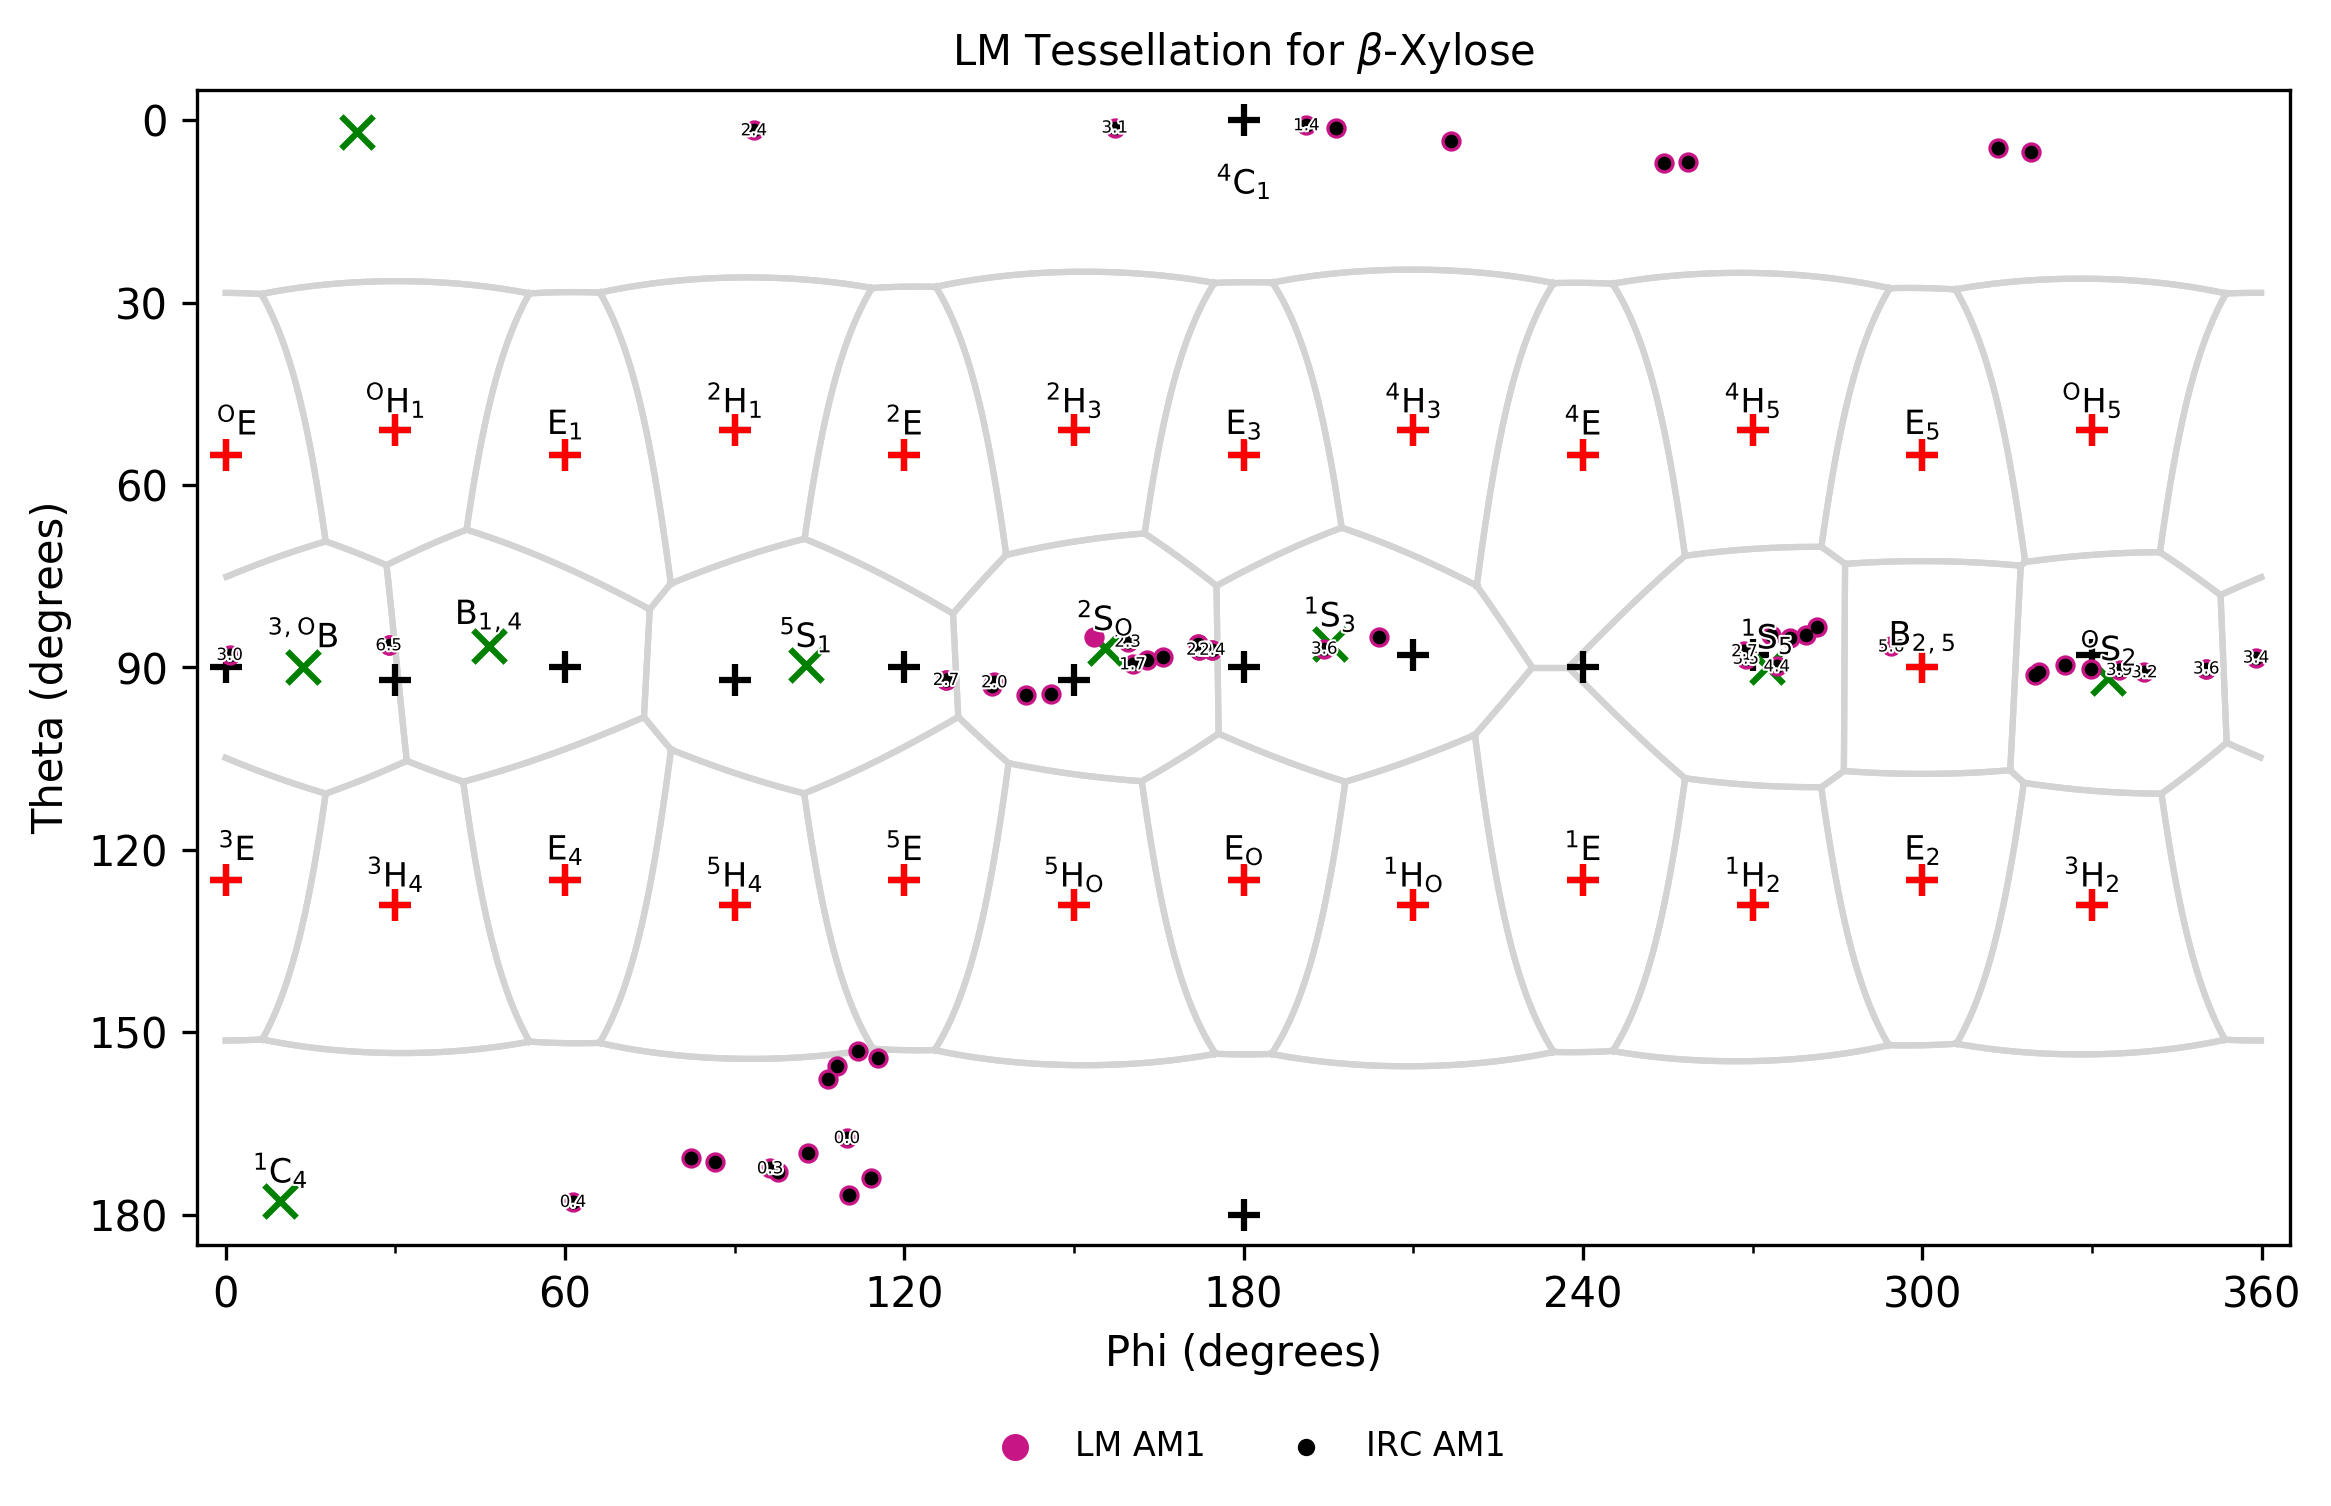 LM Tessellation for β-Xylose
0
2.4
3.1
1.4
⁴C₁
30
ᴼH₁
²H₁
²H₃
⁴H₃
⁴H₅
ᴼH₅
ᴼE
E₁
²E
E₃
⁴E
E₅
60
³,ᴼB
B₁,₄
⁵S₁
²Sₒ
¹S₃
¹S₅
B₂,₅
ᴼS₂
3.0
6.5
2.7
2.0
2.3
1.7
2.4
3.6
2.7
4.4
3.2
3.6
3.4
90
120
³E
E₄
⁵E
Eₒ
¹E
E₂
³H₄
⁵H₄
⁵Hₒ
¹Hₒ
¹H₂
³H₂
150
0.0
0.3
¹C₄
0.4
180
0 60 120 180 240 300 360
Theta (degrees)
Phi (degrees)
LM AM1 IRC AM1